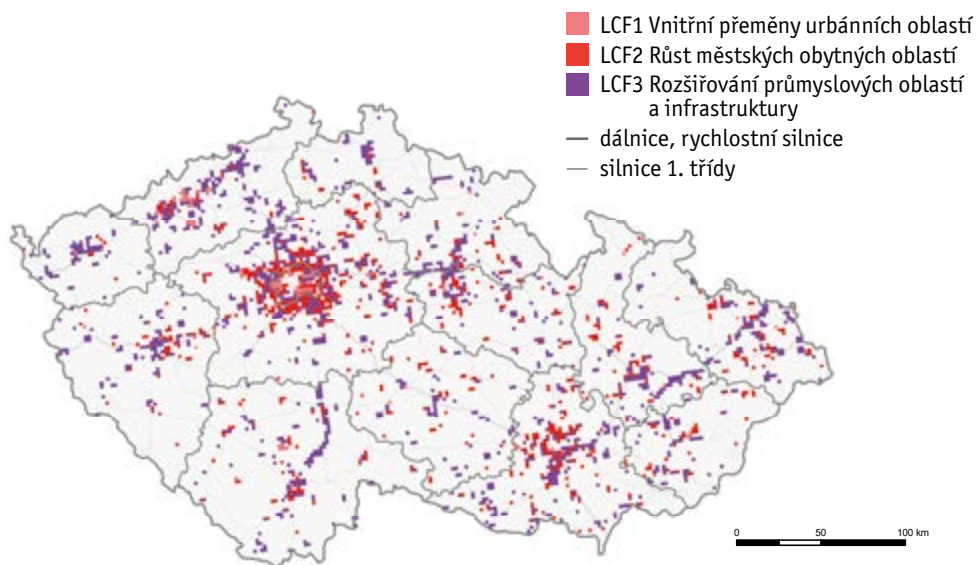 LCF1 Vnitřní přeměny urbánních oblastí
LCF2 Růst městských obytných oblastí
LCF3 Rozšiřování průmyslových oblastí
a infrastruktury
dálnice, rychlostní silnice
silnice 1. třídy
0 50 100 km